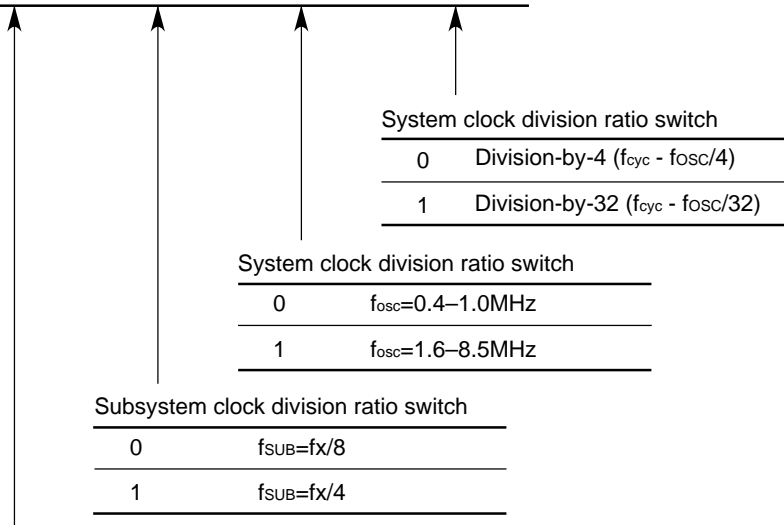 System clock division ratio switch
0 Division-by-4 (fcyc - fosc/4)
1 Division-by-32 (fcyc - fosc/32)
System clock division ratio switch
0 fosc=0.4–1.0MHz
1 fosc=1.6–8.5MHz
Subsystem clock division ratio switch
0 fSUB=fx/8
1 fSUB=fx/4